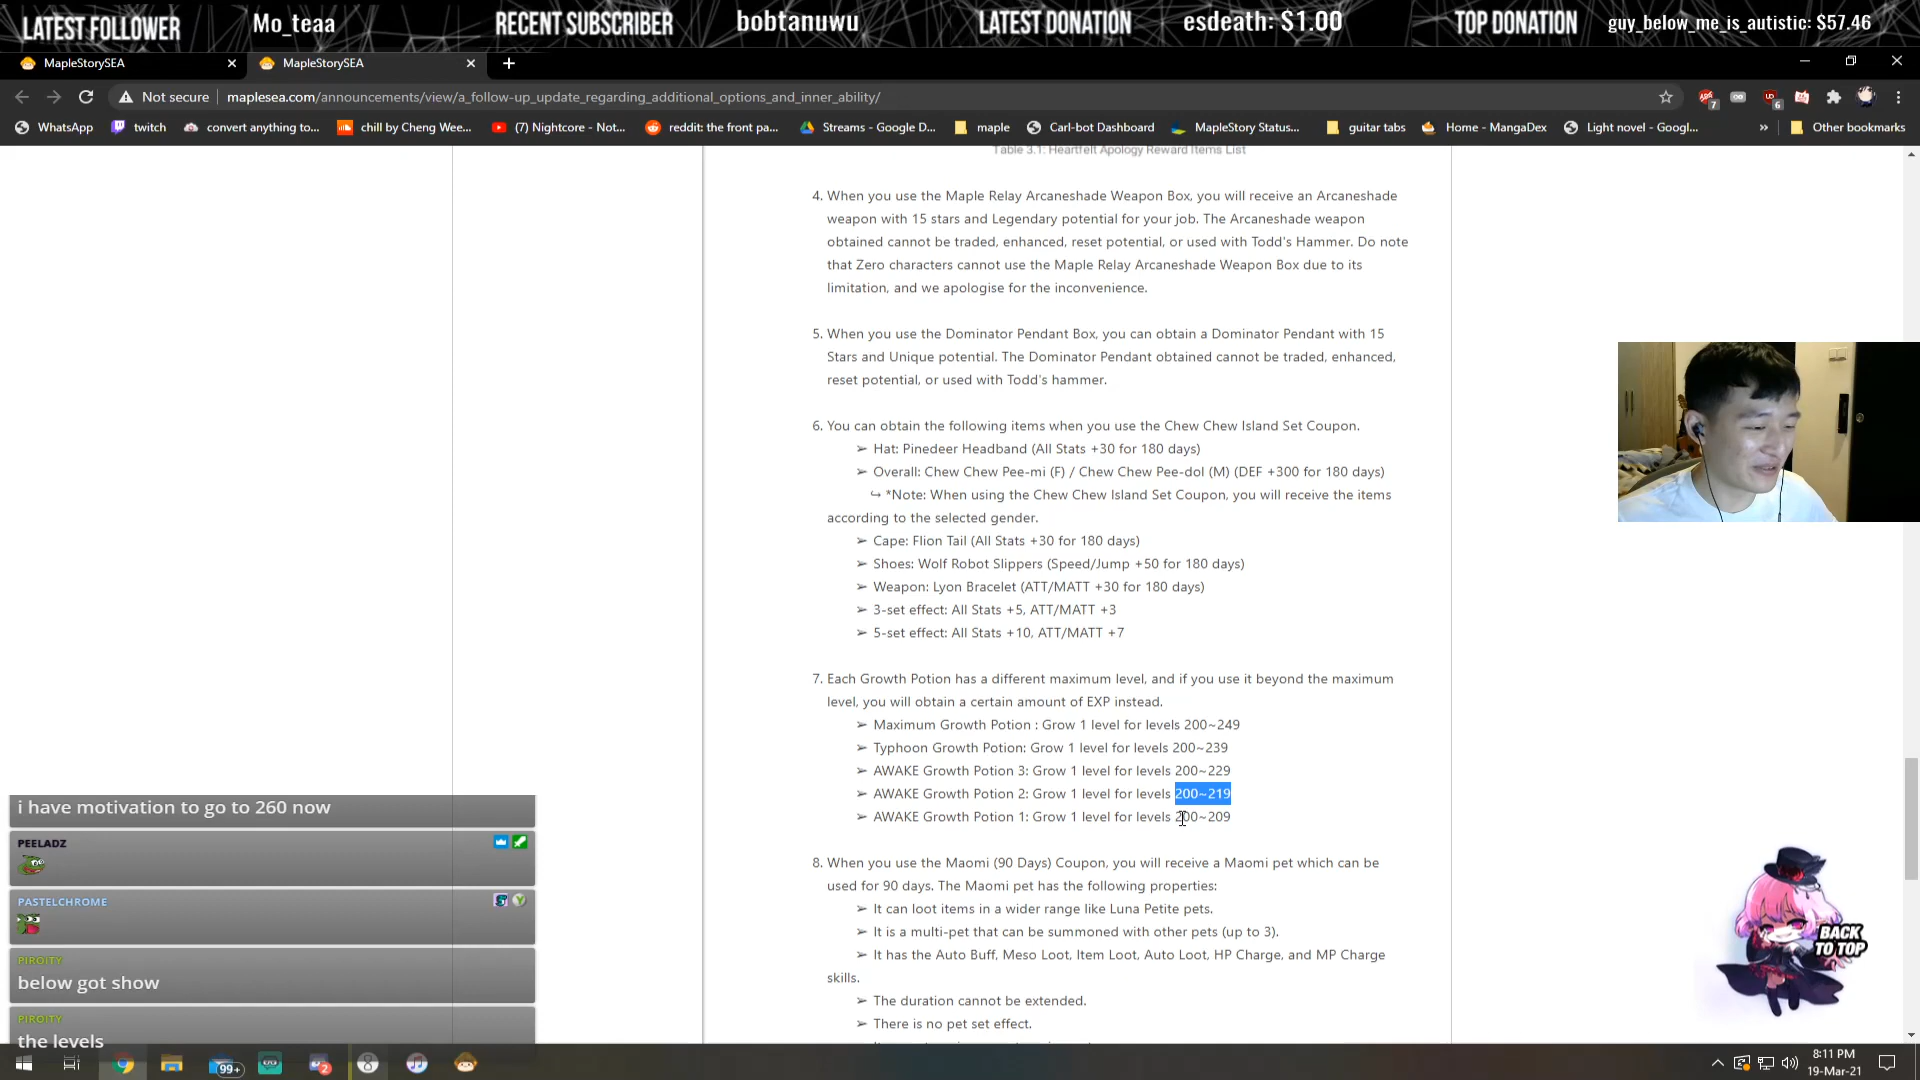 LATEST FOLLOWER Mo_teaa RECENT SUBSCRIBER bobtanuwu LATEST DONATION esdeath: $1.00 TOP DONATION guy_below_me_is_autistic: $57.46
MapleStorySEA MapleStorySEA
Not secure maplesea.com/announcements/view/a_follow-up_update_regarding_additional_options_and_inner_ability/
7 6
WhatsApp twitch convert anything to... chill by Cheng Wee... (7) Nightcore - Not... reddit: the front pa... Streams - Google D... maple Carl-bot Dashboard MapleStory Status... guitar tabs Home - MangaDex Light novel - Googl... » Other bookmarks
Table 3.1: Heartfelt Apology Reward Items List
4. When you use the Maple Relay Arcaneshade Weapon Box, you will receive an Arcaneshade
weapon with 15 stars and Legendary potential for your job. The Arcaneshade weapon
obtained cannot be traded, enhanced, reset potential, or used with Todd's Hammer. Do note
that Zero characters cannot use the Maple Relay Arcaneshade Weapon Box due to its
limitation, and we apologise for the inconvenience.
5. When you use the Dominator Pendant Box, you can obtain a Dominator Pendant with 15
Stars and Unique potential. The Dominator Pendant obtained cannot be traded, enhanced,
reset potential, or used with Todd's hammer.
6. You can obtain the following items when you use the Chew Chew Island Set Coupon.
➢ Hat: Pinedeer Headband (All Stats +30 for 180 days)
➢ Overall: Chew Chew Pee-mi (F) / Chew Chew Pee-dol (M) (DEF +300 for 180 days)
↪ *Note: When using the Chew Chew Island Set Coupon, you will receive the items
according to the selected gender.
➢ Cape: Flion Tail (All Stats +30 for 180 days)
➢ Shoes: Wolf Robot Slippers (Speed/Jump +50 for 180 days)
➢ Weapon: Lyon Bracelet (ATT/MATT +30 for 180 days)
➢ 3-set effect: All Stats +5, ATT/MATT +3
➢ 5-set effect: All Stats +10, ATT/MATT +7
7. Each Growth Potion has a different maximum level, and if you use it beyond the maximum
level, you will obtain a certain amount of EXP instead.
➢ Maximum Growth Potion : Grow 1 level for levels 200~249
➢ Typhoon Growth Potion: Grow 1 level for levels 200~239
➢ AWAKE Growth Potion 3: Grow 1 level for levels 200~229
➢ AWAKE Growth Potion 2: Grow 1 level for levels 200~219
➢ AWAKE Growth Potion 1: Grow 1 level for levels 200~209
8. When you use the Maomi (90 Days) Coupon, you will receive a Maomi pet which can be
used for 90 days. The Maomi pet has the following properties:
➢ It can loot items in a wider range like Luna Petite pets.
➢ It is a multi-pet that can be summoned with other pets (up to 3).
➢ It has the Auto Buff, Meso Loot, Item Loot, Auto Loot, HP Charge, and MP Charge
skills.
➢ The duration cannot be extended.
➢ There is no pet set effect.
i have motivation to go to 260 now
PEELADZ
PASTELCHROME
PIROITY
below got show
PIROITY
the levels
BACK
TO TOP
99+ 2 8:11 PM
19-Mar-21